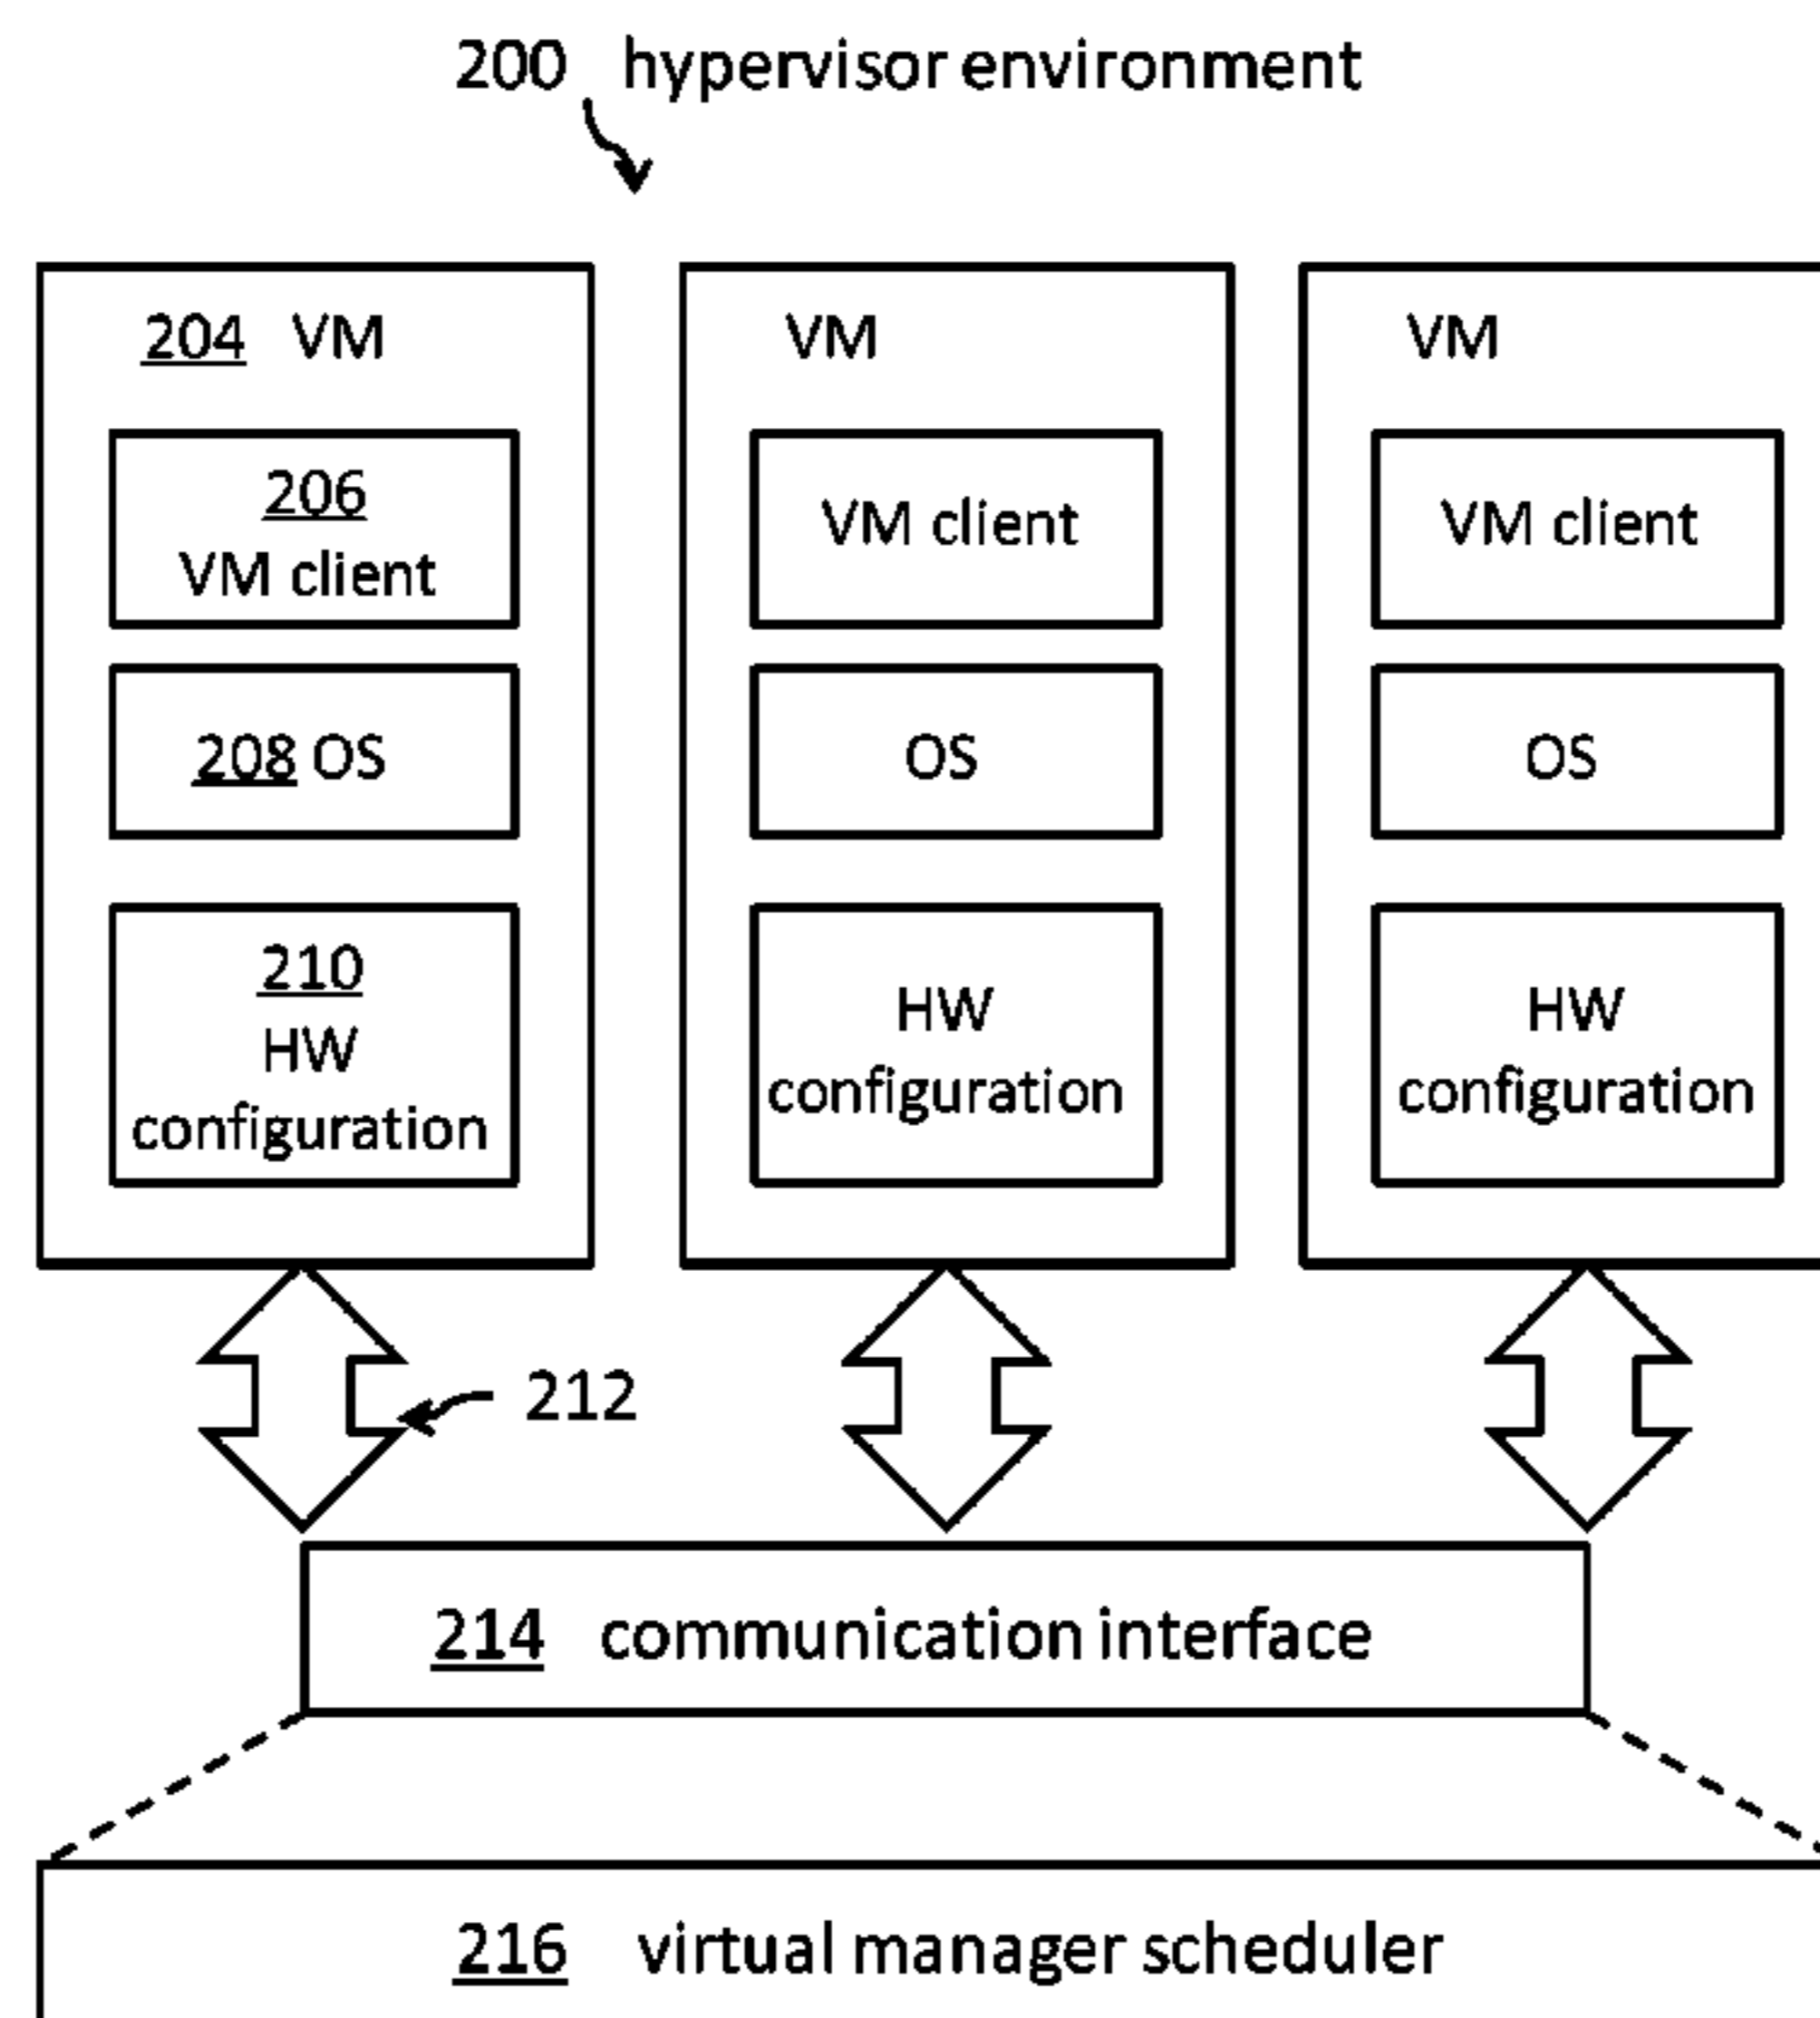 200 hypervisor environment
204 VM
206
VM client
208 OS
210
HW
configuration
VM
VM client
OS
HW
configuration
VM
VM client
OS
HW
configuration
212
214 communication interface
216 virtual manager scheduler